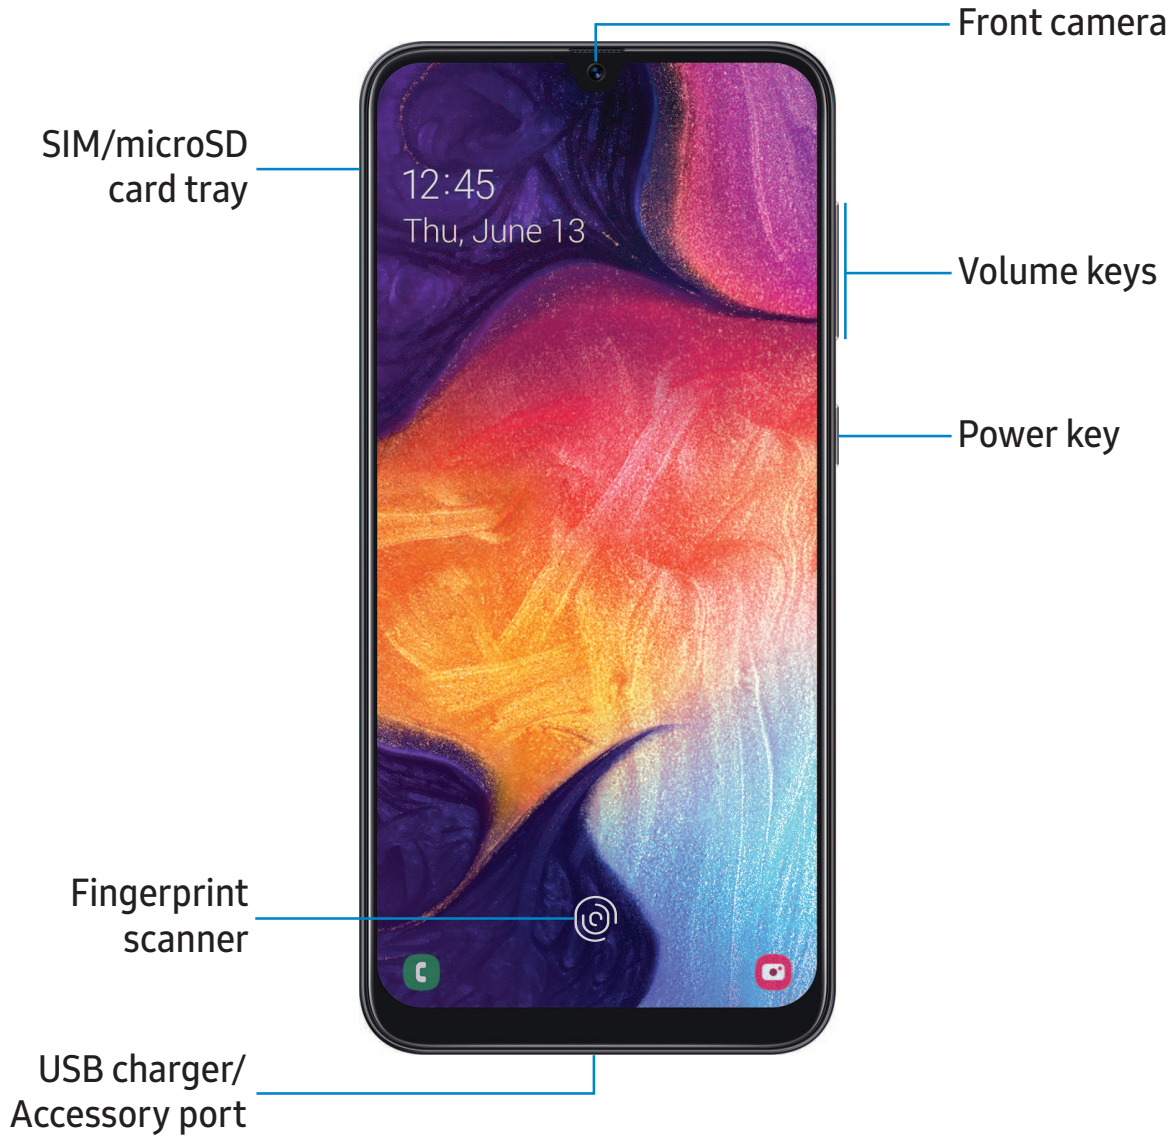 Front camera
SIM/microSD
card tray
12:45
Thu, June 13
Volume keys
Power key
Fingerprint
scanner
USB charger/
Accessory port